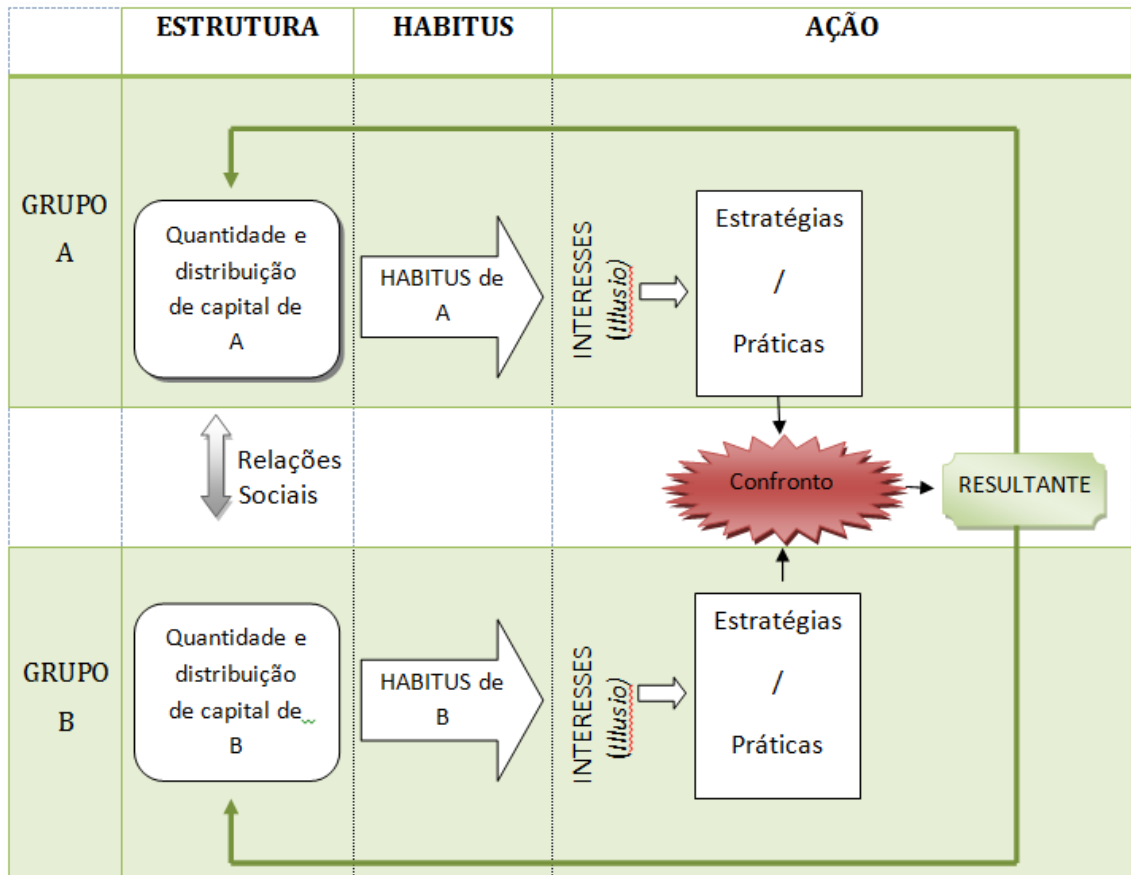 ESTRUTURA
HABITUS
AÇÃO
GRUPO
A
Quantidade e
distribuição
de capital de
A
HABITUS de
A
INTERESSES
(Illusio)
Estratégias
/
Práticas
Relações
Sociais
Confronto
RESULTANTE
GRUPO
B
Quantidade e
distribuição
de capital de
B
HABITUS de
B
INTERESSES
(Illusio)
Estratégias
/
Práticas